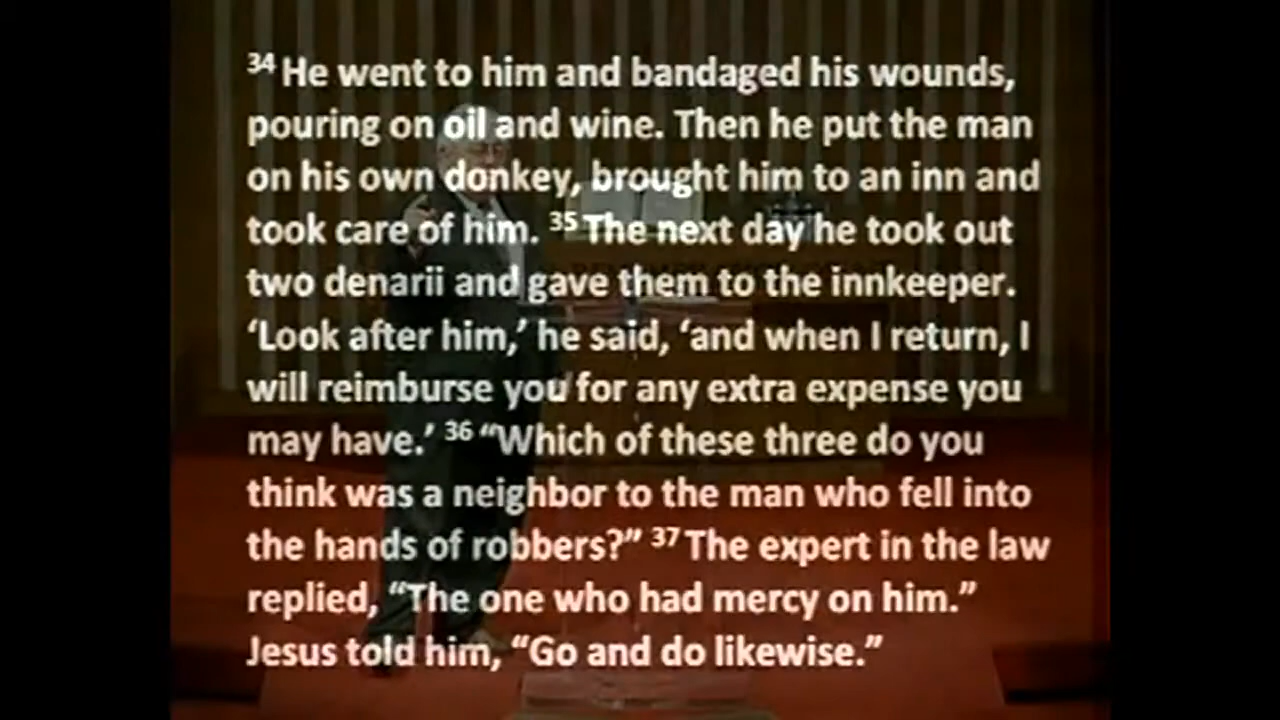 ³⁴ He went to him and bandaged his wounds,
pouring on oil and wine. Then he put the man
on his own donkey, brought him to an inn and
took care of him. ³⁵ The next day he took out
two denarii and gave them to the innkeeper.
‘Look after him,’ he said, ‘and when I return, I
will reimburse you for any extra expense you
may have.’ ³⁶ “Which of these three do you
think was a neighbor to the man who fell into
the hands of robbers?” ³⁷ The expert in the law
replied, “The one who had mercy on him.”
Jesus told him, “Go and do likewise.”